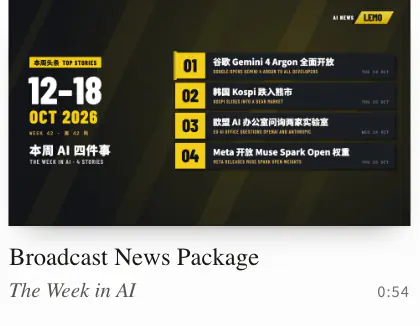 AI NEWS LEMO
本周头条 TOP STORIES
12–18
OCT 2026
WEEK 42 · 第 42 周
本周 AI 四件事
THE WEEK IN AI · 4 STORIES
01 谷歌 Gemini 4 Argon 全面开放
GOOGLE OPENS GEMINI 4 ARGON TO ALL DEVELOPERS
02 韩国 Kospi 跌入熊市
KOSPI SLIDES INTO A BEAR MARKET
03 欧盟 AI 办公室问询两家实验室
EU AI OFFICE QUESTIONS OPENAI AND ANTHROPIC
04 Meta 开放 Muse Spark Open 权重
META RELEASES MUSE SPARK OPEN WEIGHTS
Broadcast News Package
The Week in AI
0:54